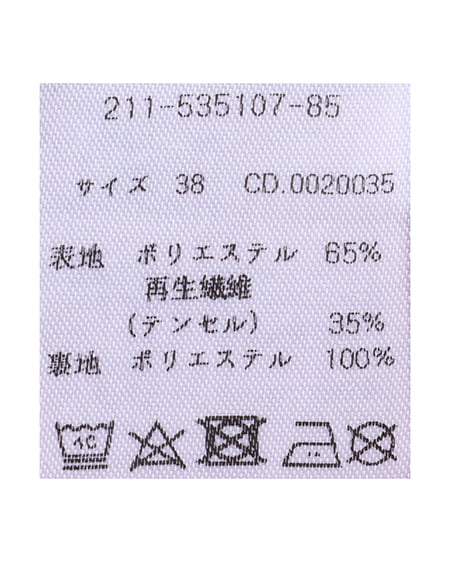 211-535107-85
サイズ 38 CD.0020035
表地 ポリエステル 65%
再生繊維
(テンセル) 35%
裏地 ポリエステル 100%
40